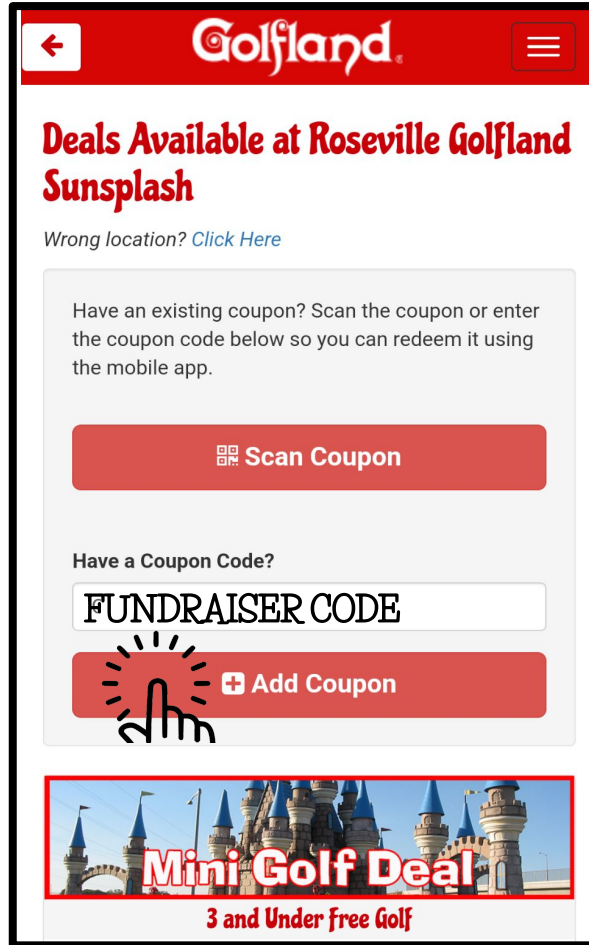 Golfland
Deals Available at Roseville Golfland
Sunsplash
Wrong location? Click Here
Have an existing coupon? Scan the coupon or enter
the coupon code below so you can redeem it using
the mobile app.
Scan Coupon
Have a Coupon Code?
FUNDRAISER CODE
Add Coupon
Mini Golf Deal
3 and Under Free Golf